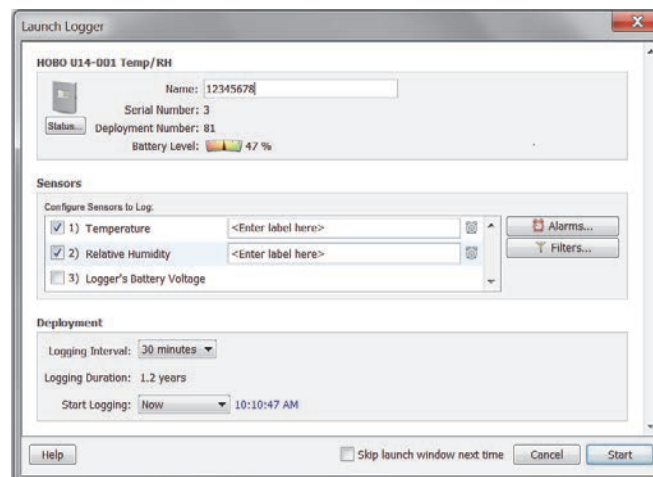 Launch Logger
HOBO U14-001 Temp/RH
Name: 12345678
Serial Number: 3
Status... Deployment Number: 81
Battery Level: 47 %
Sensors
Configure Sensors to Log:
1) Temperature <Enter label here> Alarms...
2) Relative Humidity <Enter label here> Filters...
3) Logger's Battery Voltage
Deployment
Logging Interval: 30 minutes
Logging Duration: 1.2 years
Start Logging: Now 10:10:47 AM
Help Skip launch window next time Cancel Start